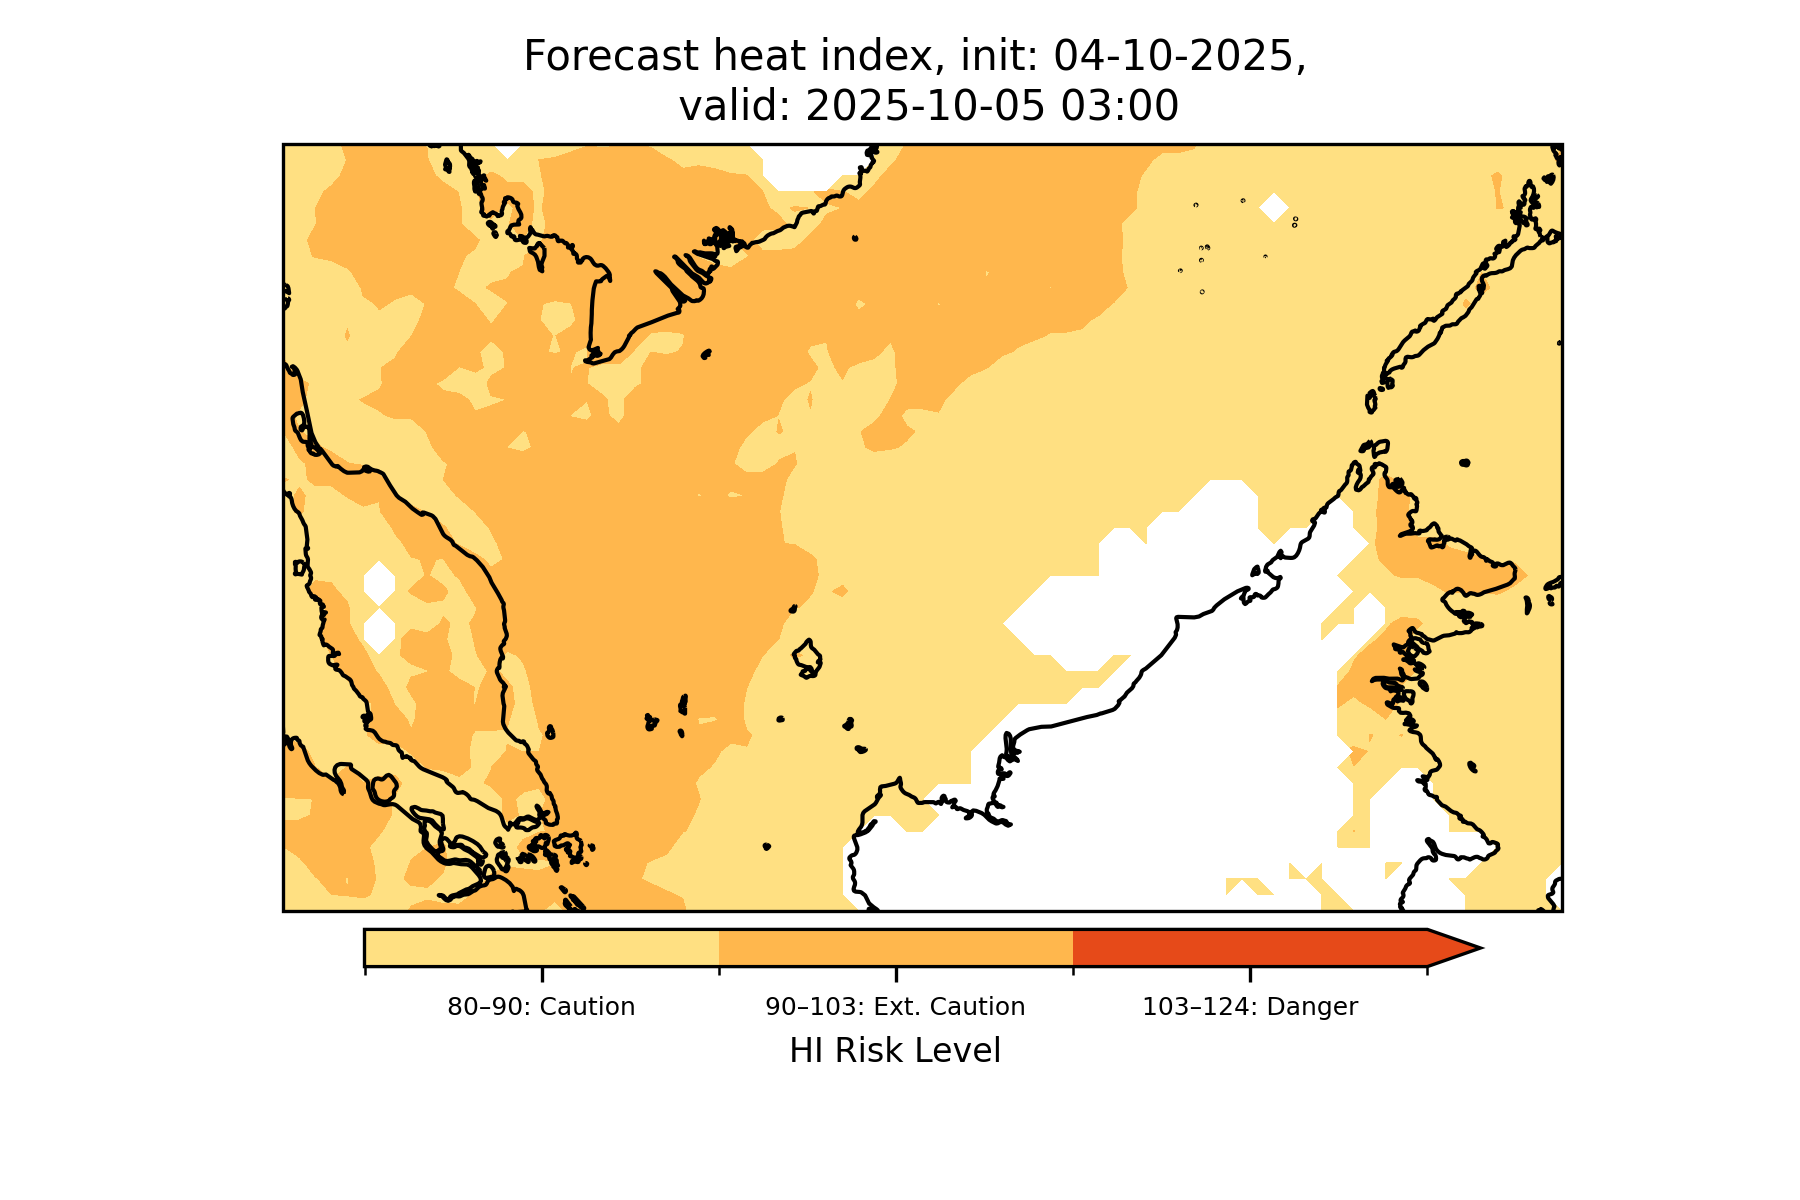 Forecast heat index, init: 04-10-2025,
valid: 2025-10-05 03:00
80–90: Caution
90–103: Ext. Caution
103–124: Danger
HI Risk Level